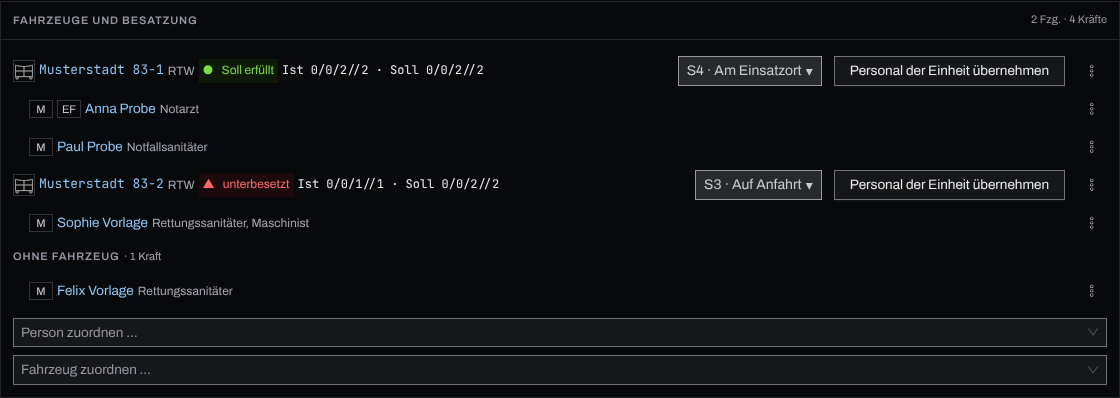 FAHRZEUGE UND BESATZUNG 2 Fzg. · 4 Kräfte
Musterstadt 83-1 RTW Soll erfüllt Ist 0/0/2//2 · Soll 0/0/2//2 S4 · Am Einsatzort Personal der Einheit übernehmen
M EF Anna Probe Notarzt
M Paul Probe Notfallsanitäter
Musterstadt 83-2 RTW unterbesetzt Ist 0/0/1//1 · Soll 0/0/2//2 S3 · Auf Anfahrt Personal der Einheit übernehmen
M Sophie Vorlage Rettungssanitäter, Maschinist
OHNE FAHRZEUG · 1 Kraft
M Felix Vorlage Rettungssanitäter
Person zuordnen ...
Fahrzeug zuordnen ...